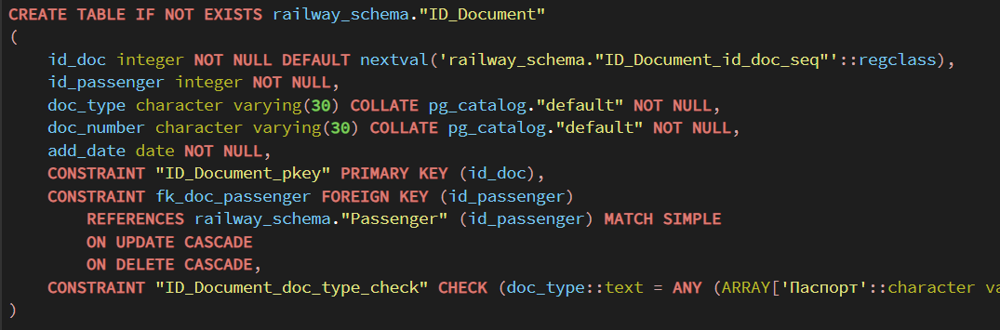 CREATE TABLE IF NOT EXISTS railway_schema."ID_Document"
(
    id_doc integer NOT NULL DEFAULT nextval('railway_schema."ID_Document_id_doc_seq"'::regclass),
    id_passenger integer NOT NULL,
    doc_type character varying(30) COLLATE pg_catalog."default" NOT NULL,
    doc_number character varying(30) COLLATE pg_catalog."default" NOT NULL,
    add_date date NOT NULL,
    CONSTRAINT "ID_Document_pkey" PRIMARY KEY (id_doc),
    CONSTRAINT fk_doc_passenger FOREIGN KEY (id_passenger)
        REFERENCES railway_schema."Passenger" (id_passenger) MATCH SIMPLE
        ON UPDATE CASCADE
        ON DELETE CASCADE,
    CONSTRAINT "ID_Document_doc_type_check" CHECK (doc_type::text = ANY (ARRAY['Паспорт'::character va
)